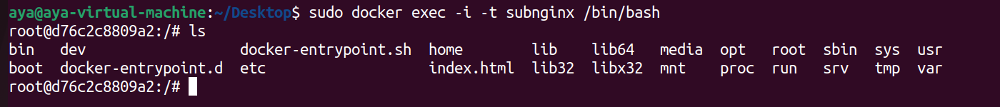 aya@aya-virtual-machine:~/Desktop$ sudo docker exec -i -t subnginx /bin/bash
root@d76c2c8809a2:/# ls
bin   dev                 docker-entrypoint.sh  home        lib    lib64   media  opt   root  sbin  sys  usr
boot  docker-entrypoint.d  etc                   index.html  lib32  libx32  mnt    proc  run   srv   tmp  var
root@d76c2c8809a2:/#